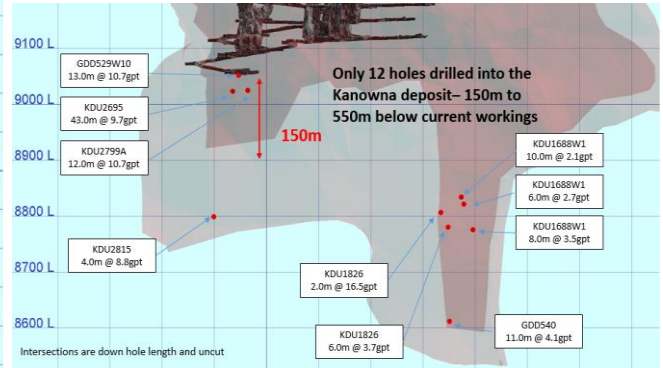 9100 L
9000 L
8900 L
8800 L
8700 L
8600 L
GDD529W10
13.0m @ 10.7gpt
KDU2695
43.0m @ 9.7gpt
KDU2799A
12.0m @ 10.7gpt
KDU2815
4.0m @ 8.8gpt
Only 12 holes drilled into the
Kanowna deposit– 150m to
550m below current workings
150m
KDU1688W1
10.0m @ 2.1gpt
KDU1688W1
6.0m @ 2.7gpt
KDU1688W1
8.0m @ 3.5gpt
KDU1826
2.0m @ 16.5gpt
KDU1826
6.0m @ 3.7gpt
GDD540
11.0m @ 4.1gpt
Intersections are down hole length and uncut